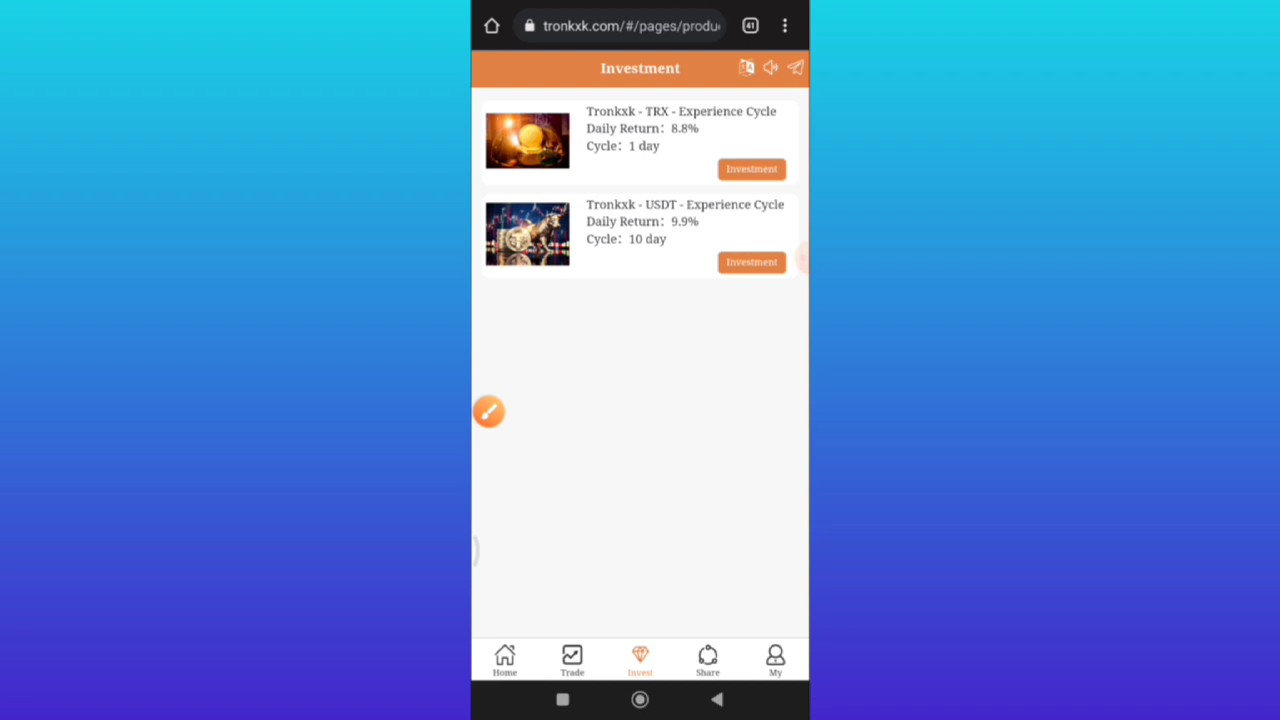 tronkxk.com/#/pages/produ
41
Investment
Tronkxk - TRX - Experience Cycle
Daily Return： 8.8%
Cycle： 1 day
Investment
Tronkxk - USDT - Experience Cycle
Daily Return： 9.9%
Cycle： 10 day
Investment
Home Trade Invest Share My